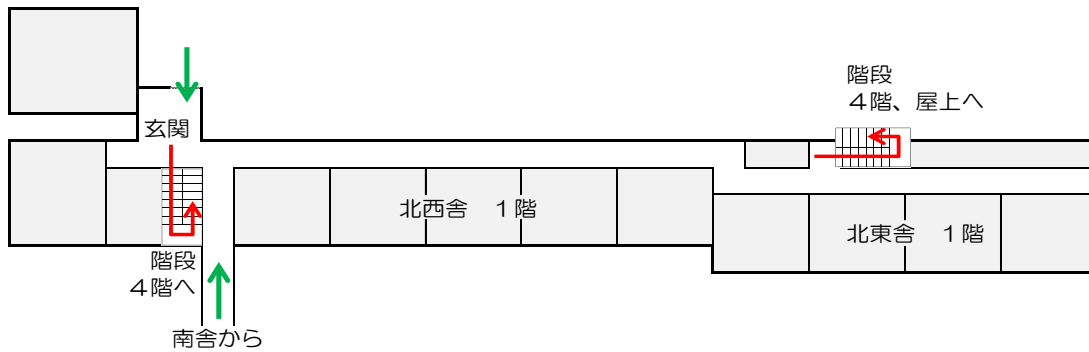 階段
4階、屋上へ
玄関
北西舎　1階
北東舎　1階
階段
4階へ
南舎から